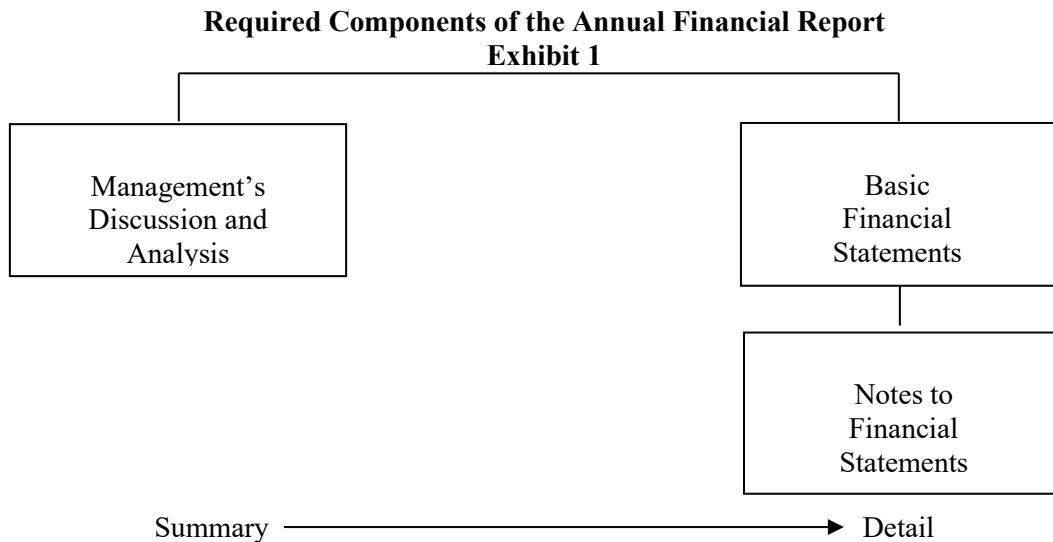 Required Components of the Annual Financial Report
Exhibit 1
Management’s
Discussion and
Analysis
Basic
Financial
Statements
Notes to
Financial
Statements
Summary
Detail